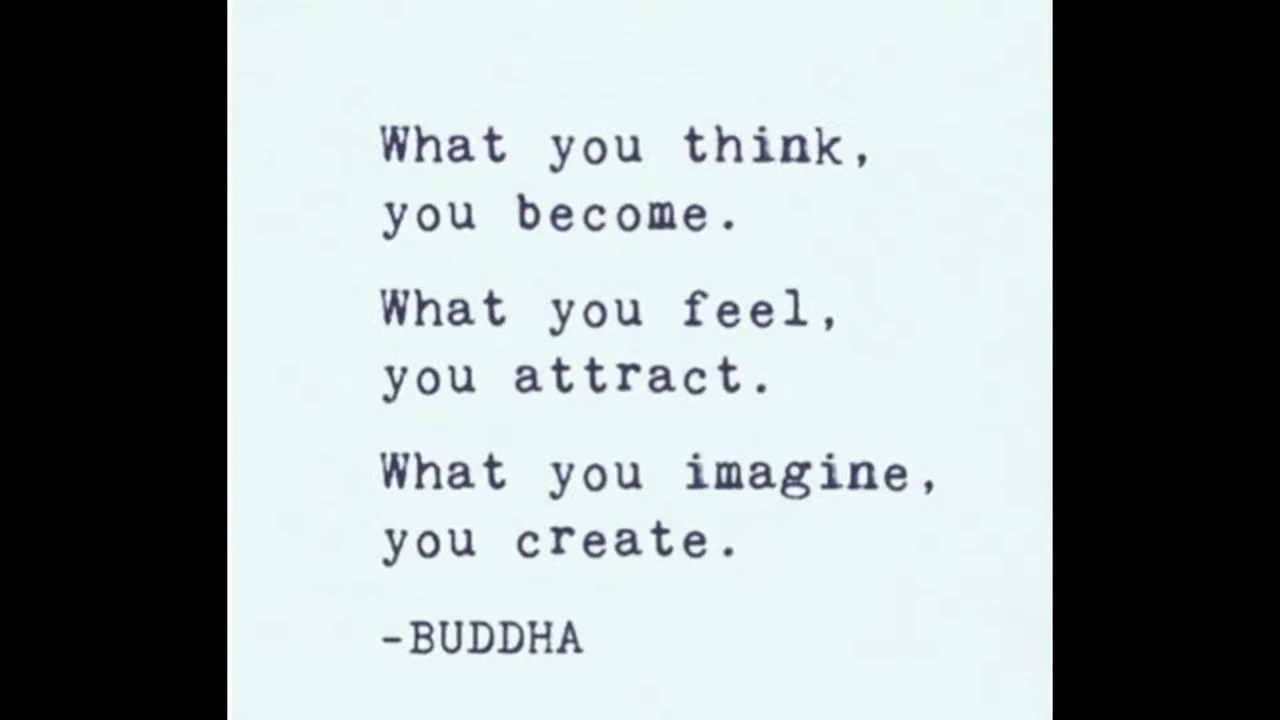 What you think,
you become.
What you feel,
you attract.
What you imagine,
you create.
-BUDDHA